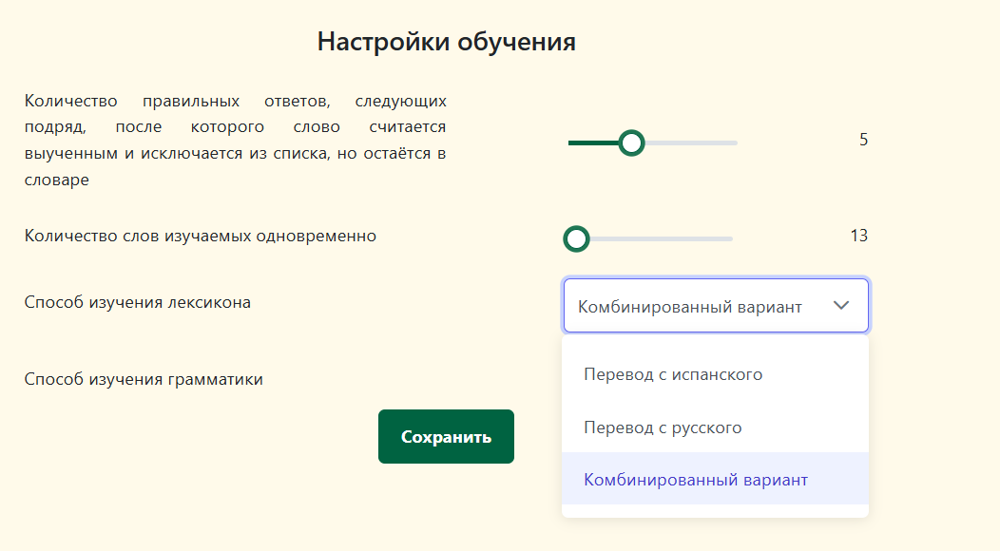 Настройки обучения
Количество правильных ответов, следующих
подряд, после которого слово считается
выученным и исключается из списка, но остаётся в
словаре
5
Количество слов изучаемых одновременно
13
Способ изучения лексикона
Комбинированный вариант
Перевод с испанского
Способ изучения грамматики
Перевод с русского
Сохранить
Комбинированный вариант